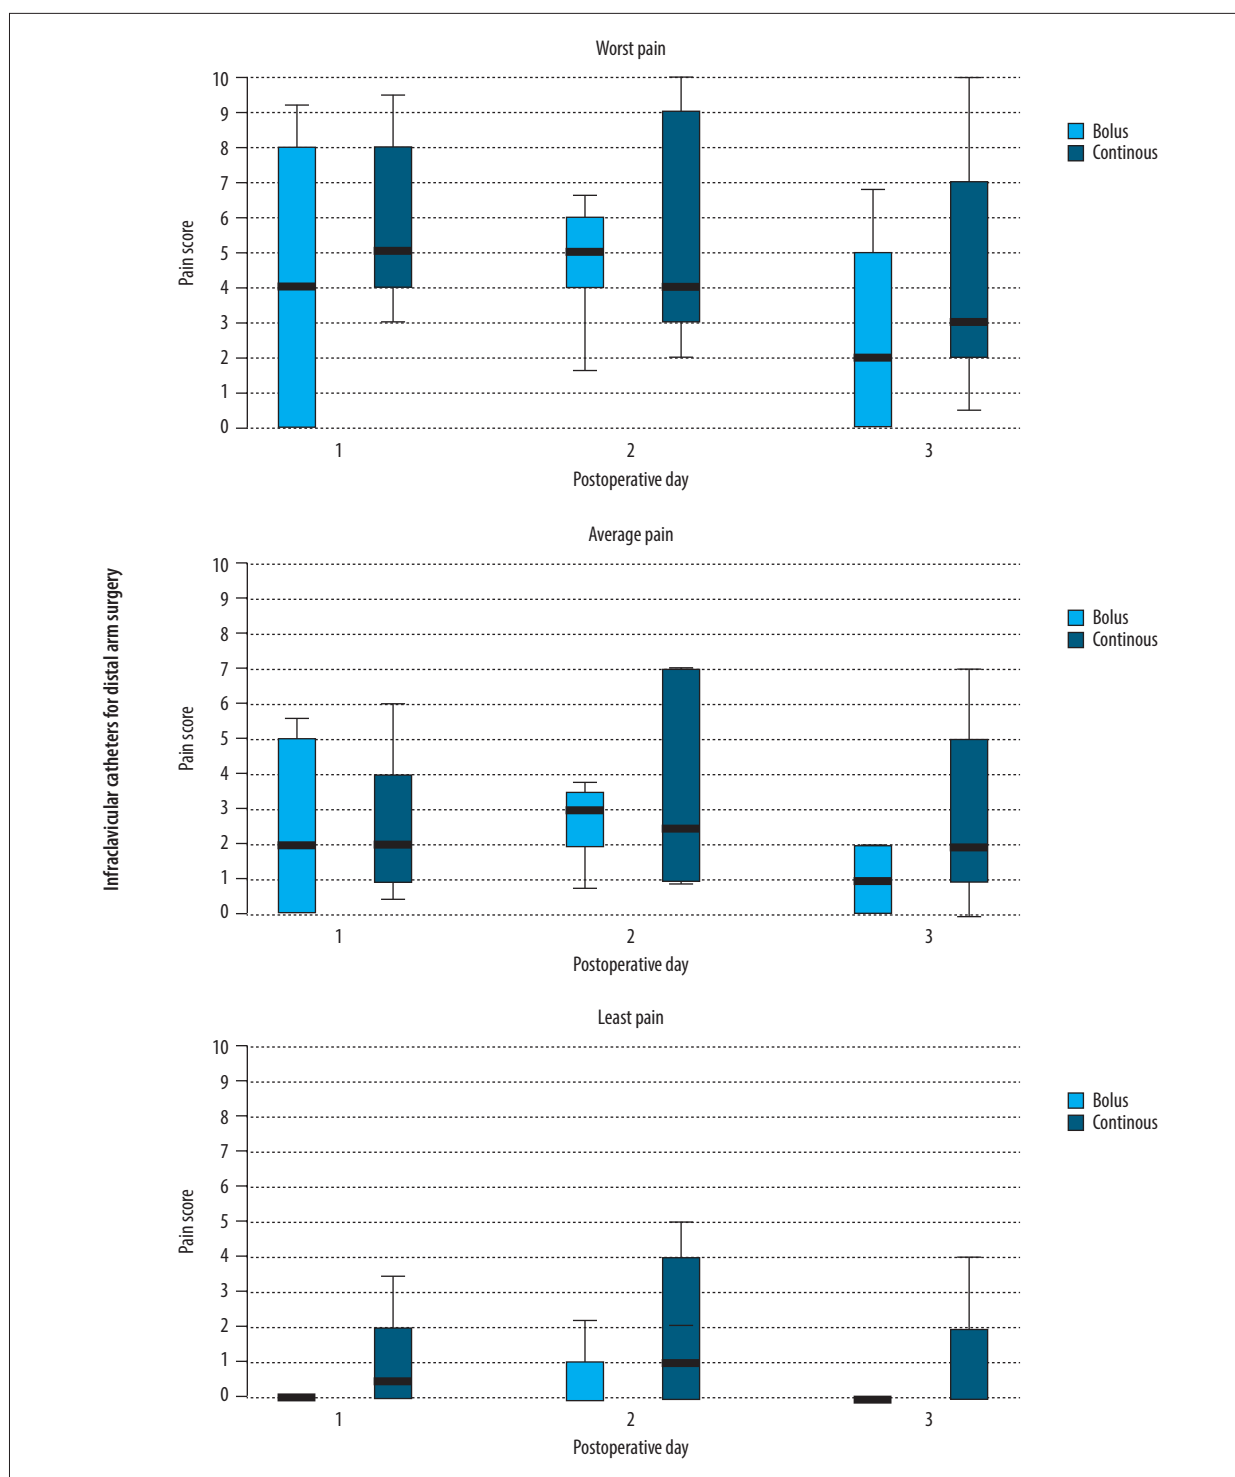 Infraclavicular catheters for distal arm surgery
Worst pain
Pain score
10
9
8
7
6
5
4
3
2
1
0
1 2 3
Postoperative day
Bolus
Continous
Average pain
Pain score
10
9
8
7
6
5
4
3
2
1
0
1 2 3
Postoperative day
Bolus
Continous
Least pain
Pain score
10
9
8
7
6
5
4
3
2
1
0
1 2 3
Postoperative day
Bolus
Continous